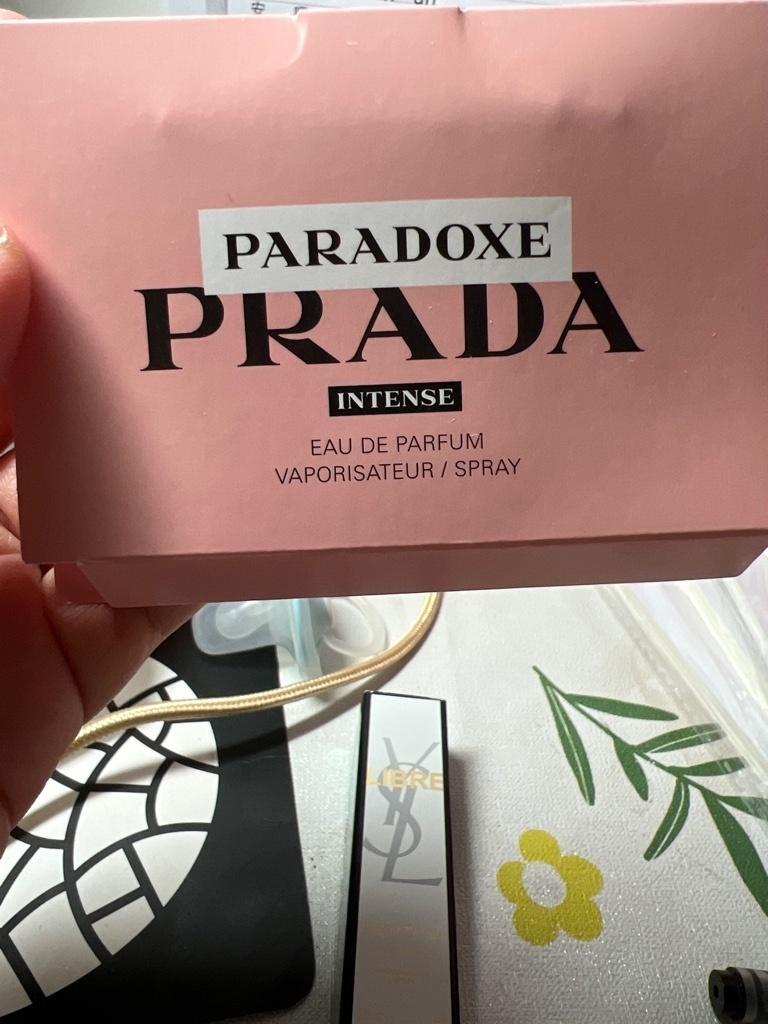 PARADOXE
PRADA
INTENSE
EAU DE PARFUM
VAPORISATEUR / SPRAY
LIBRE
YSL